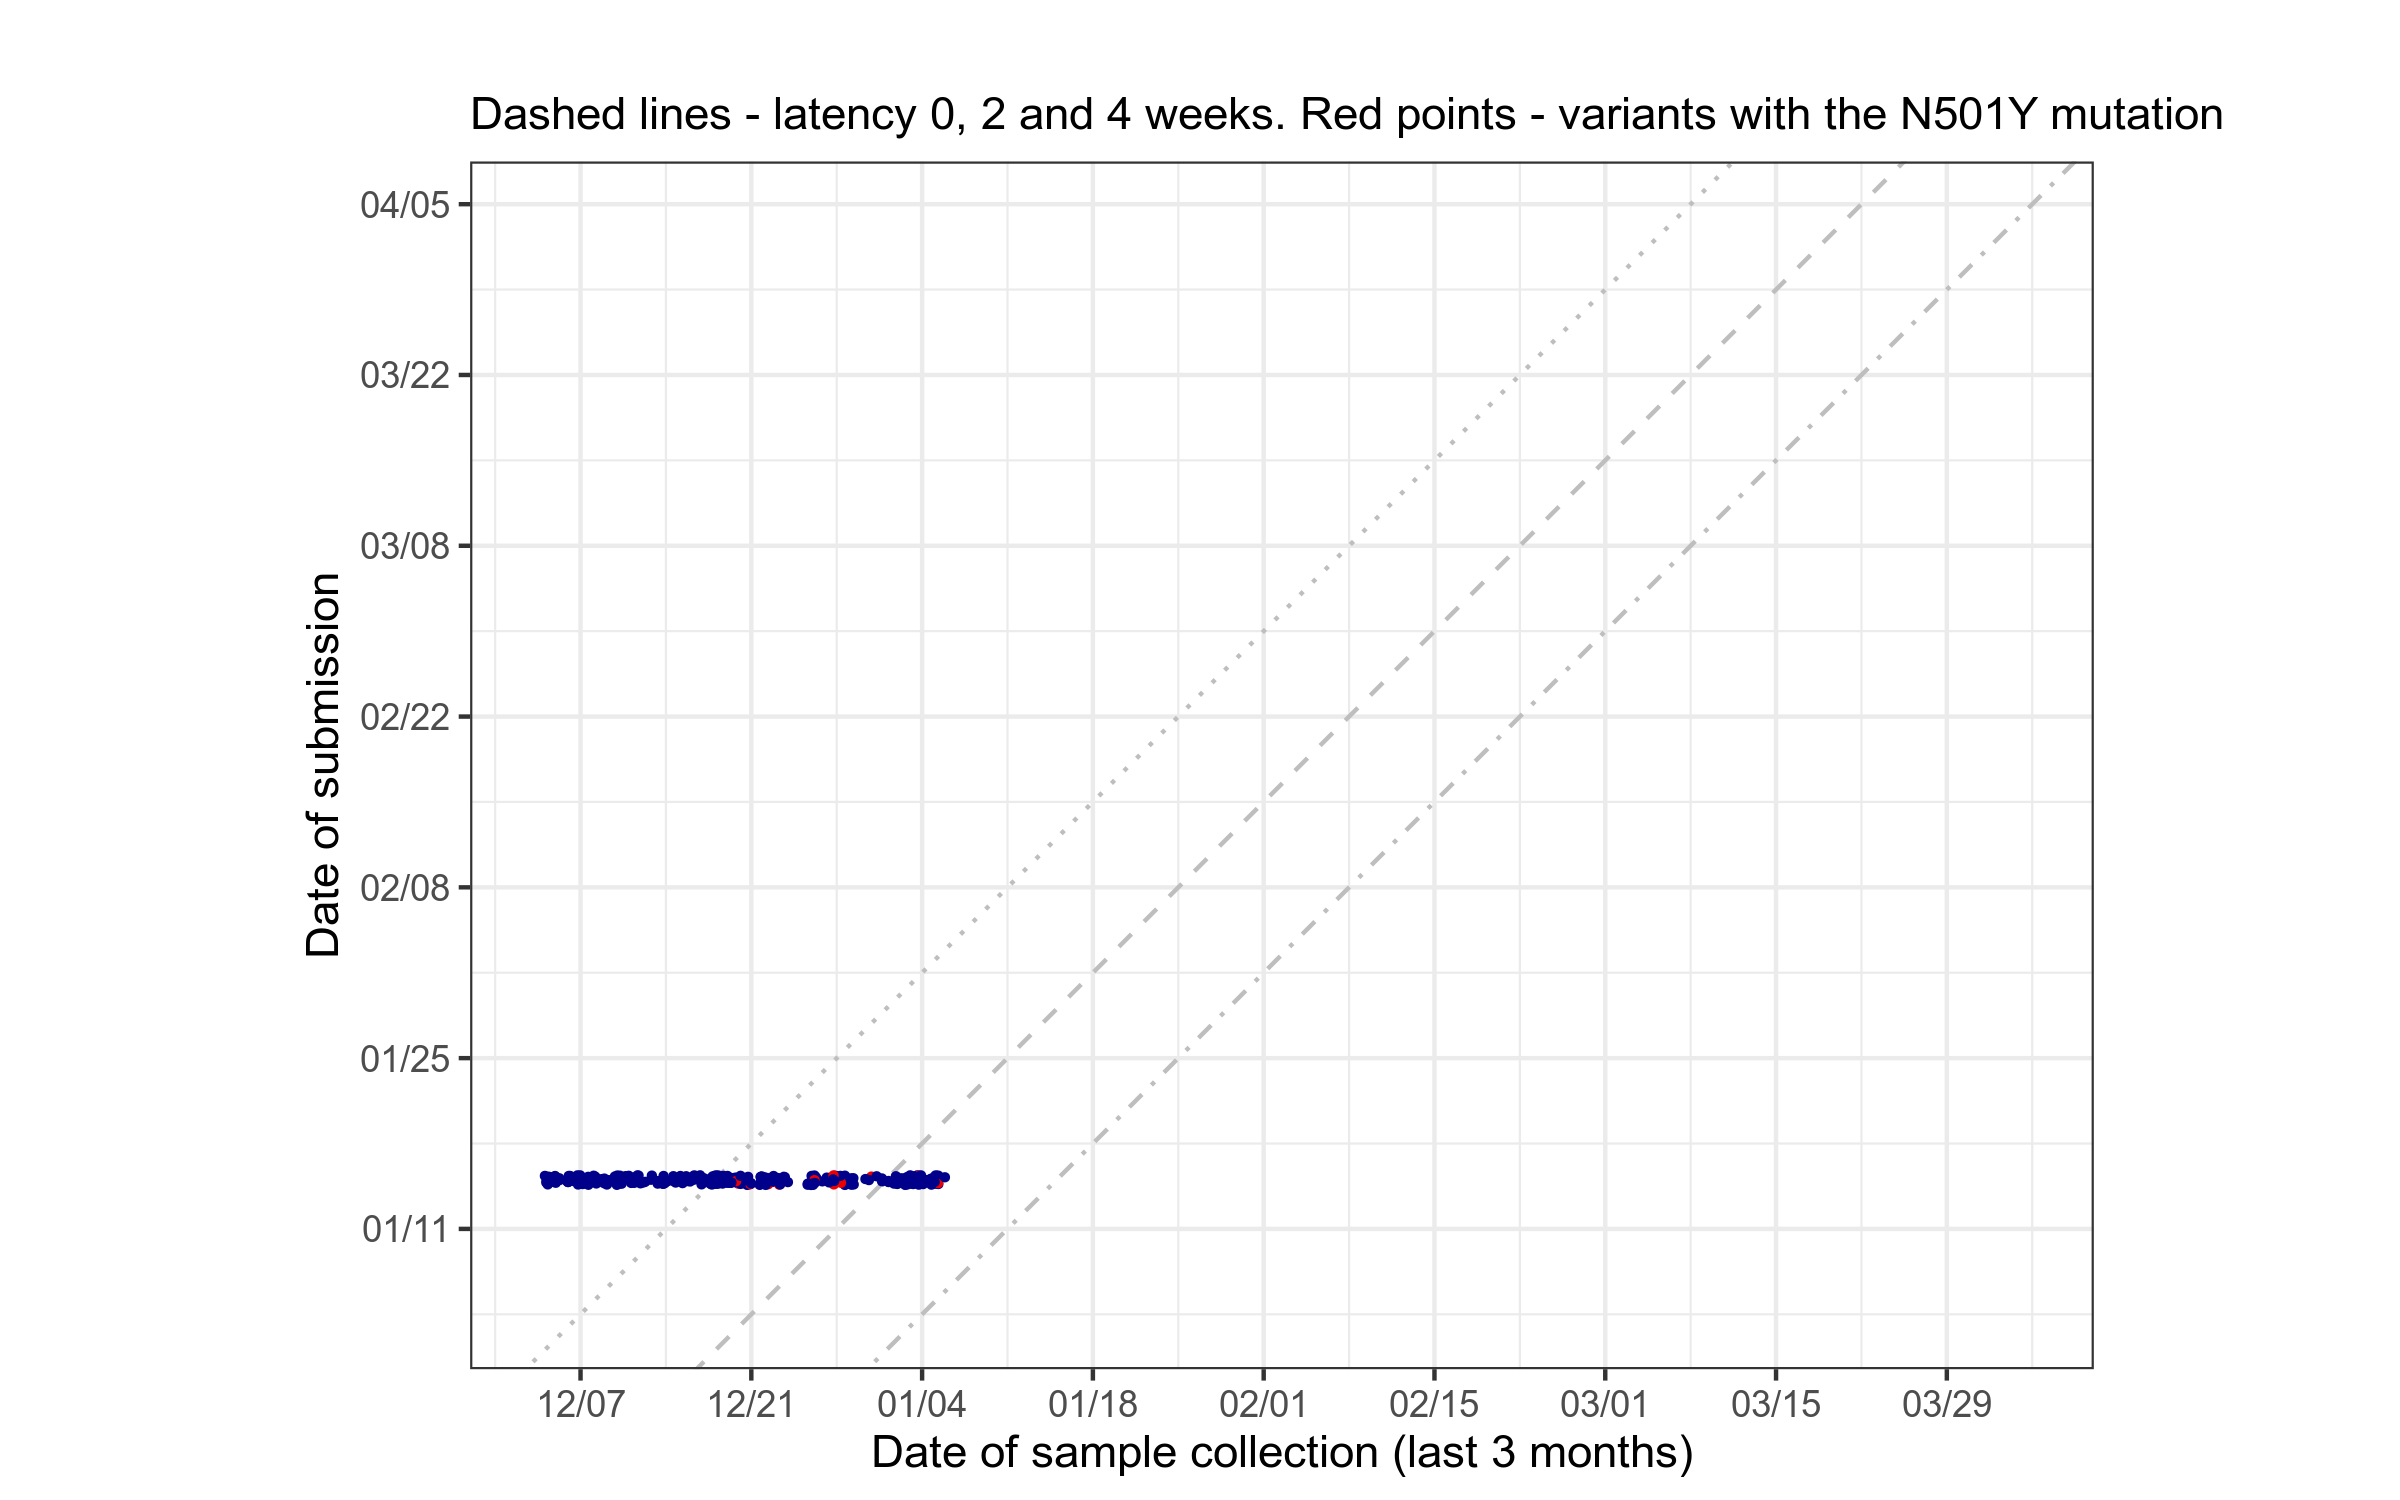 Dashed lines - latency 0, 2 and 4 weeks. Red points - variants with the N501Y mutation
Date of submission
04/05
03/22
03/08
02/22
02/08
01/25
01/11
12/07 12/21 01/04 01/18 02/01 02/15 03/01 03/15 03/29
Date of sample collection (last 3 months)